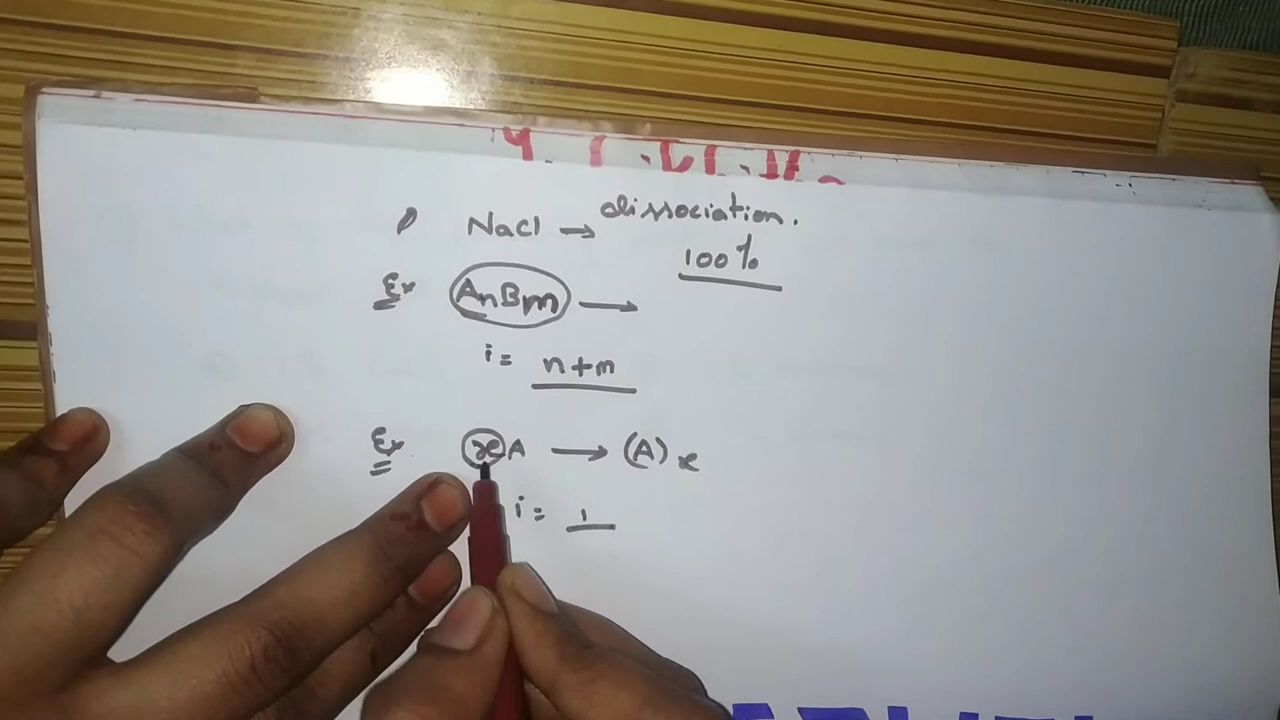 NaCl → dissociation.
100%
Ex AnBm →
i = n+m
Ex xA → (A)x
i = 1